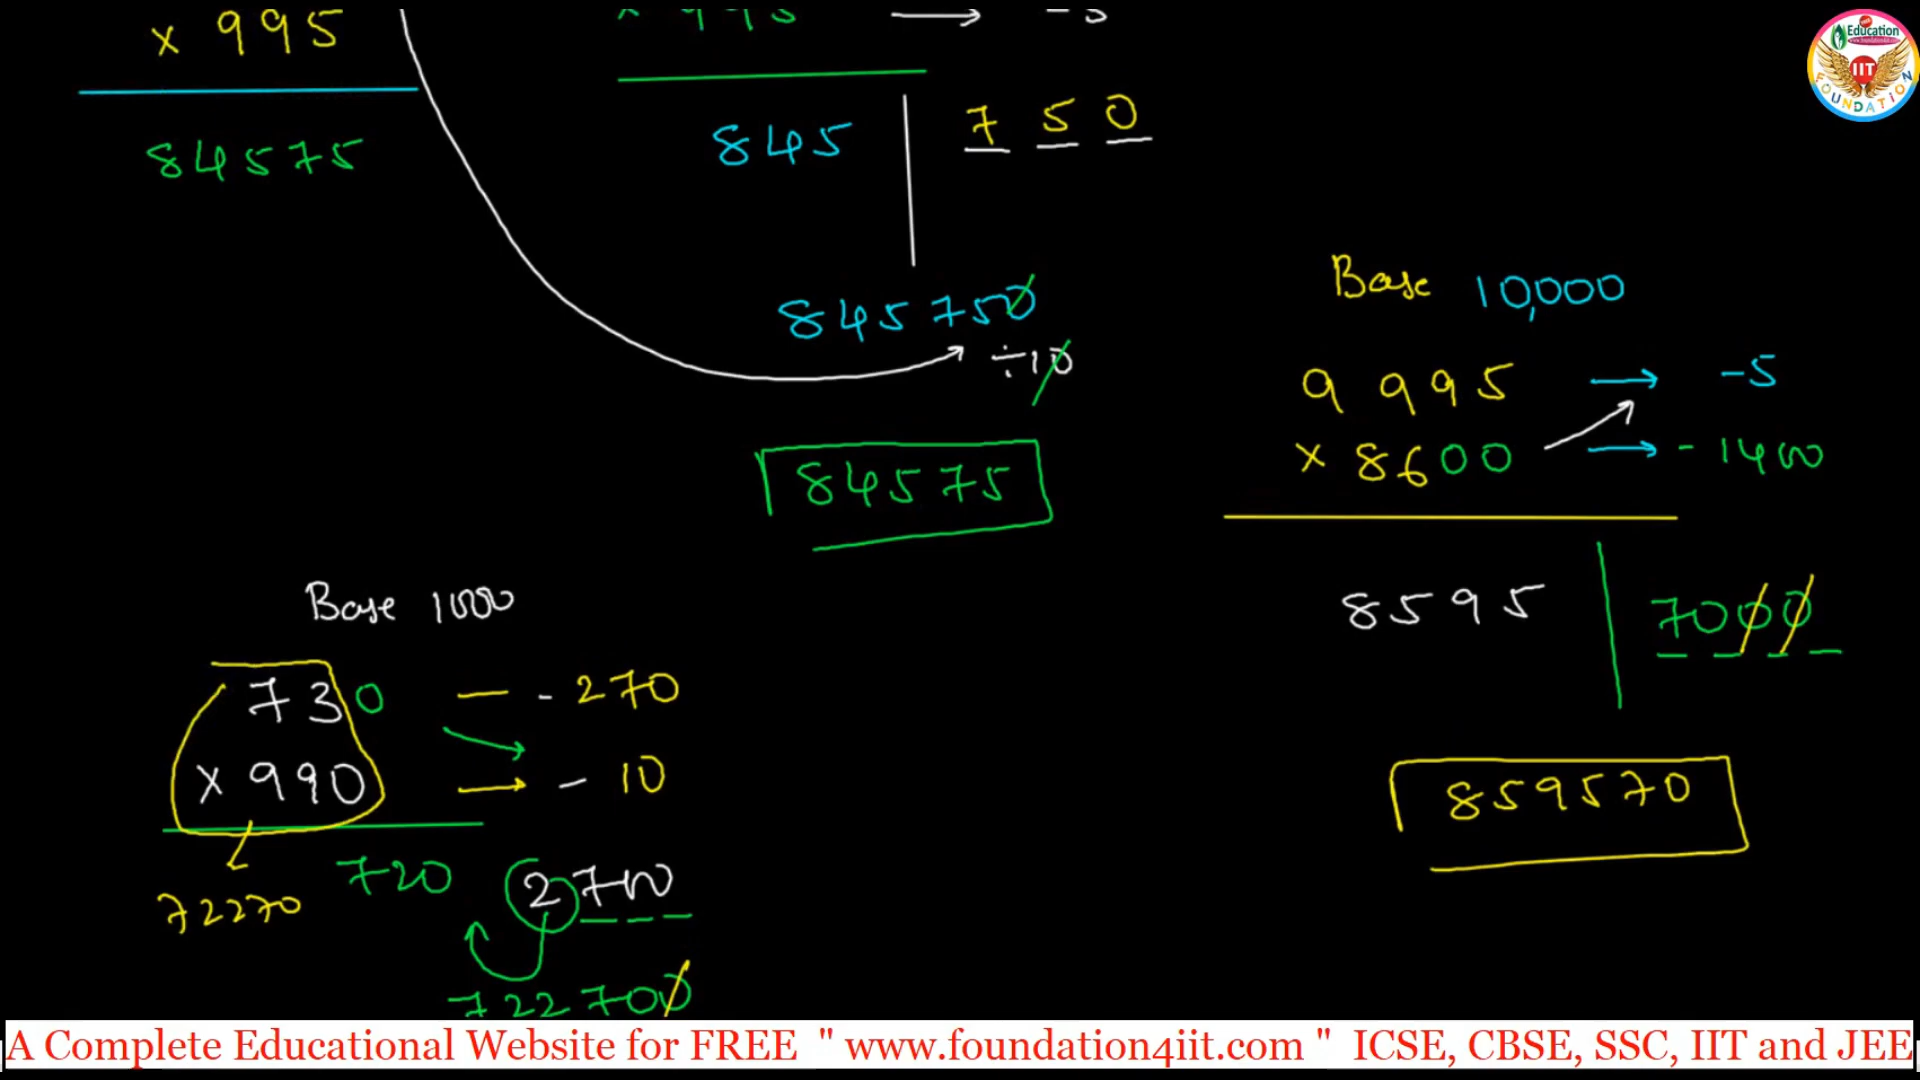 × 995
84575
× 995 → -5
845 | 750
845750
÷10
84575
Base 10,000
9995 → -5
× 8600 → -1400
8595 | 7000
859570
Base 1000
730 — -270
×990 → - 10
72270
720 2700
722700
Education
IIT
FOUNDATION
A Complete Educational Website for FREE " www.foundation4iit.com " ICSE, CBSE, SSC, IIT and JEE